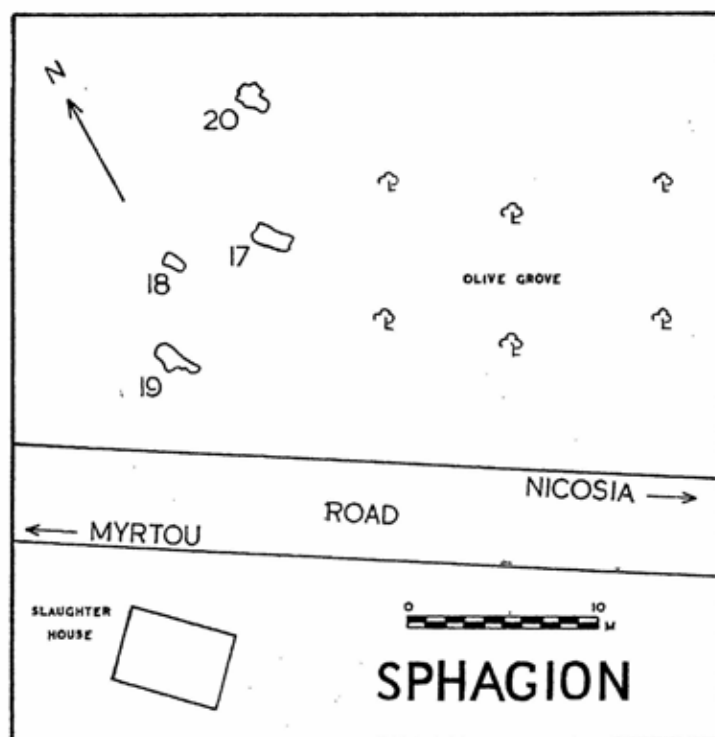 N
20
17
18
OLIVE GROVE
19
NICOSIA
ROAD
MYRTOU
SLAUGHTER
HOUSE
0 10
M
SPHAGION